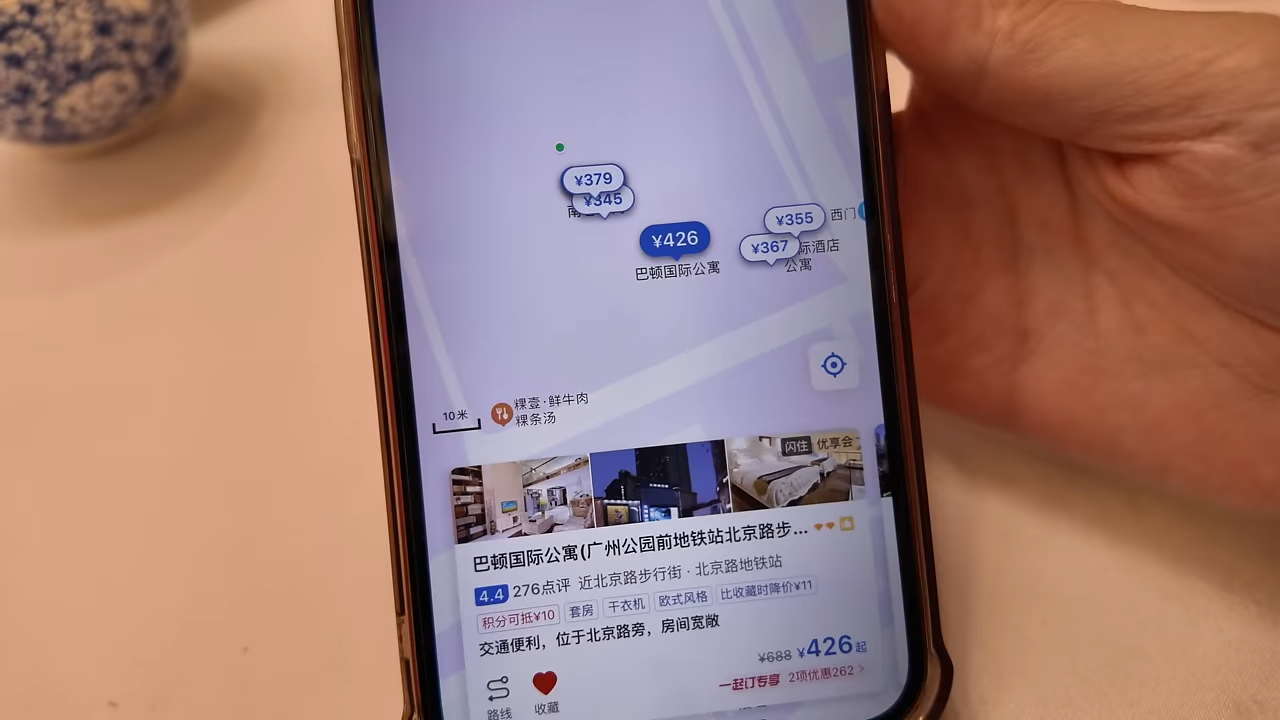 ¥379
¥345
南
¥426
巴顿国际公寓
¥355
西门
¥367
际酒店
公寓
10米
粿壹·鲜牛肉
粿条汤
闪住 优享会
巴顿国际公寓(广州公园前地铁站北京路步...
4.4 276点评 近北京路步行街 · 北京路地铁站
积分可抵¥10 套房 干衣机 欧式风格 比收藏时降价¥11
交通便利，位于北京路旁，房间宽敞
¥688 ¥426起
一起订专享 2项优惠262 >
路线 收藏